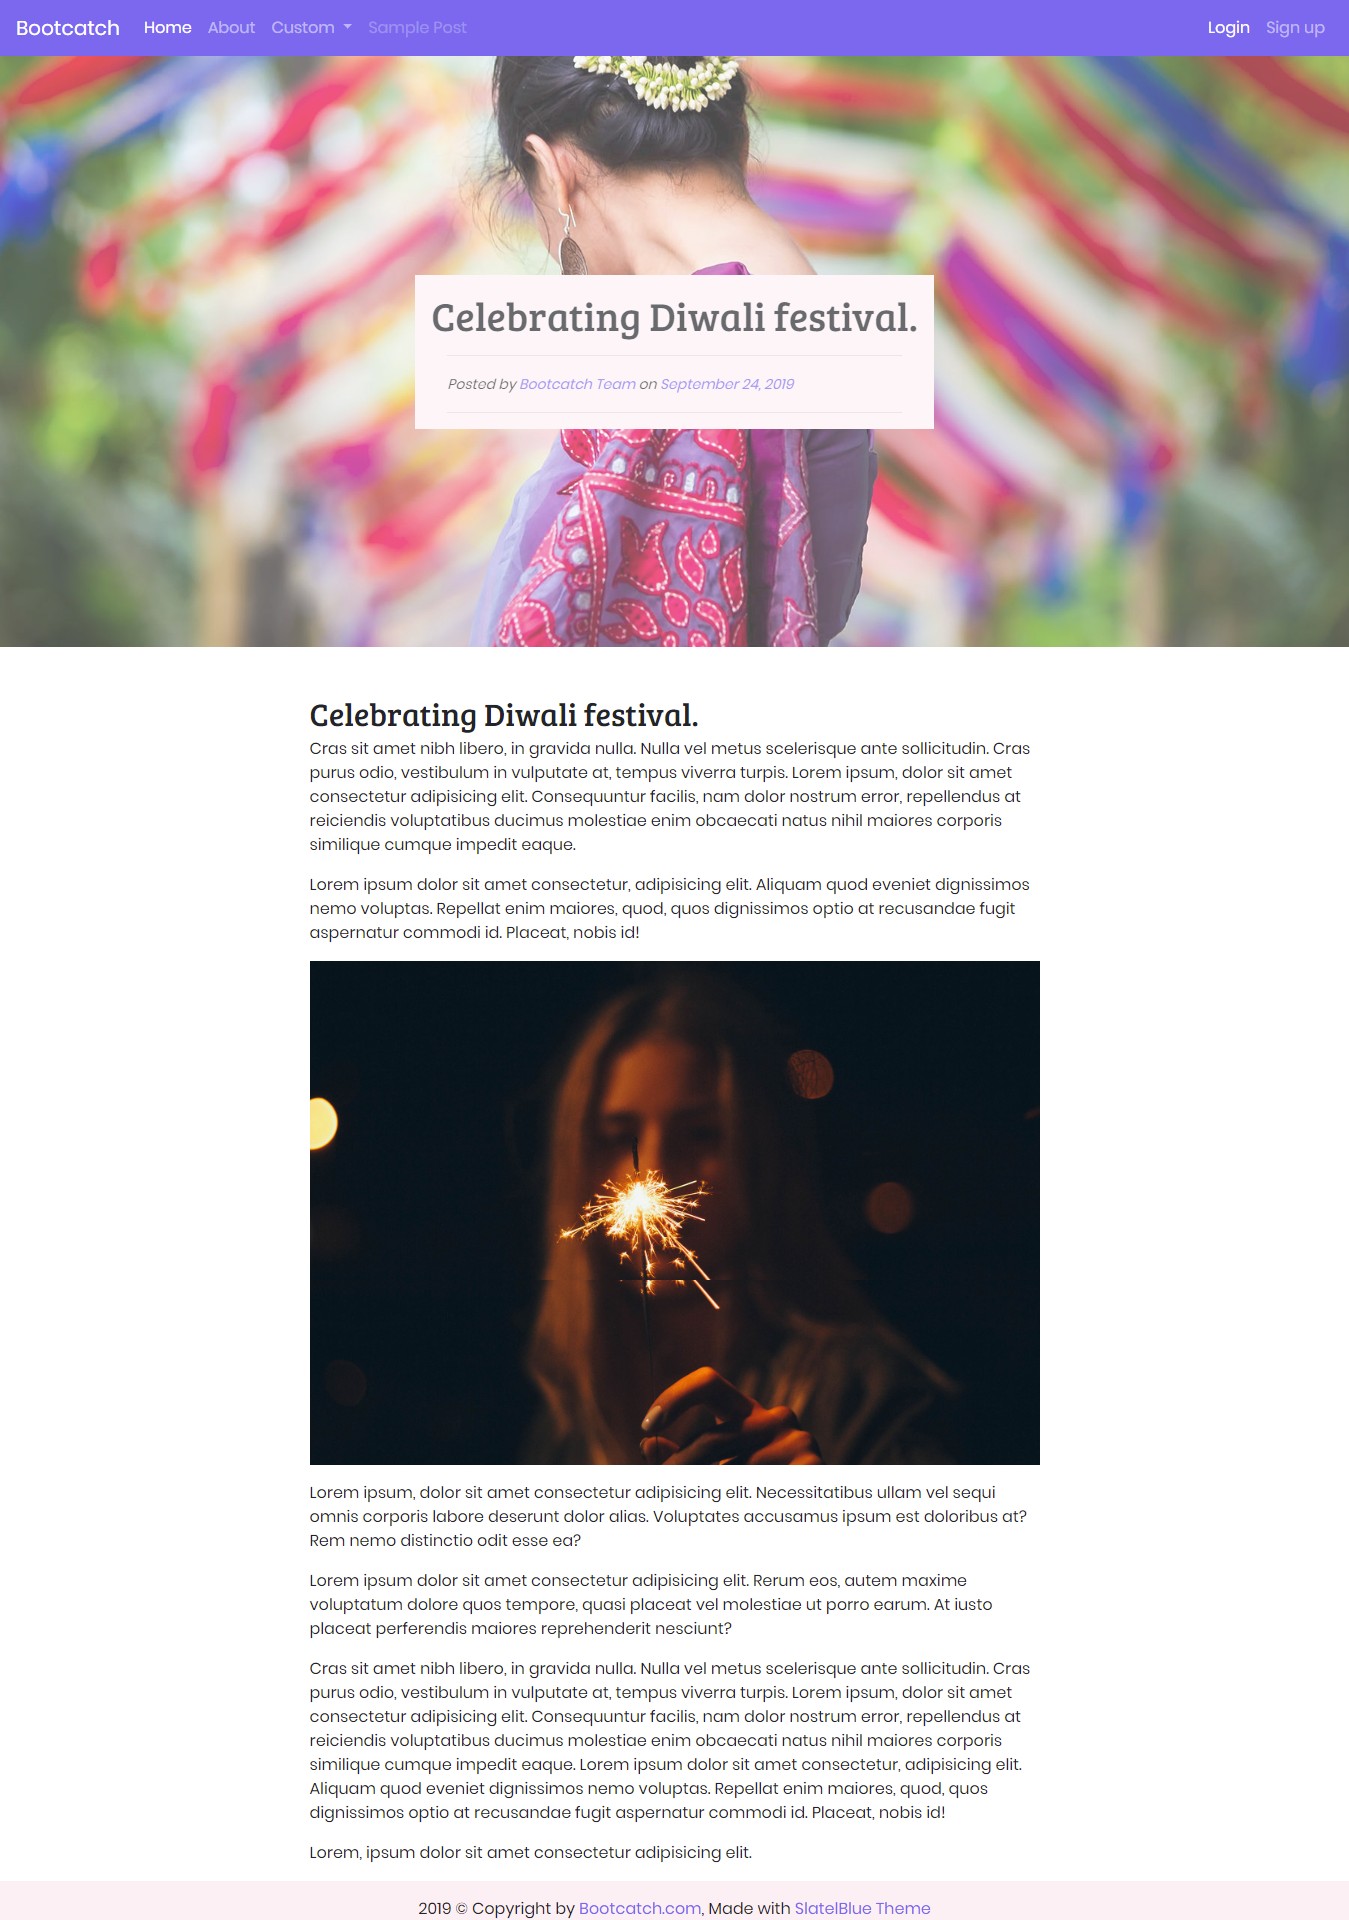 Bootcatch Home About Custom Sample Post Login Sign up
Celebrating Diwali festival.
Posted by Bootcatch Team on September 24, 2019
Celebrating Diwali festival.
Cras sit amet nibh libero, in gravida nulla. Nulla vel metus scelerisque ante sollicitudin. Cras
purus odio, vestibulum in vulputate at, tempus viverra turpis. Lorem ipsum, dolor sit amet
consectetur adipisicing elit. Consequuntur facilis, nam dolor nostrum error, repellendus at
reiciendis voluptatibus ducimus molestiae enim obcaecati natus nihil maiores corporis
similique cumque impedit eaque.
Lorem ipsum dolor sit amet consectetur, adipisicing elit. Aliquam quod eveniet dignissimos
nemo voluptas. Repellat enim maiores, quod, quos dignissimos optio at recusandae fugit
aspernatur commodi id. Placeat, nobis id!
Lorem ipsum, dolor sit amet consectetur adipisicing elit. Necessitatibus ullam vel sequi
omnis corporis labore deserunt dolor alias. Voluptates accusamus ipsum est doloribus at?
Rem nemo distinctio odit esse ea?
Lorem ipsum dolor sit amet consectetur adipisicing elit. Rerum eos, autem maxime
voluptatum dolore quos tempore, quasi placeat vel molestiae ut porro earum. At iusto
placeat perferendis maiores reprehenderit nesciunt?
Cras sit amet nibh libero, in gravida nulla. Nulla vel metus scelerisque ante sollicitudin. Cras
purus odio, vestibulum in vulputate at, tempus viverra turpis. Lorem ipsum, dolor sit amet
consectetur adipisicing elit. Consequuntur facilis, nam dolor nostrum error, repellendus at
reiciendis voluptatibus ducimus molestiae enim obcaecati natus nihil maiores corporis
similique cumque impedit eaque. Lorem ipsum dolor sit amet consectetur, adipisicing elit.
Aliquam quod eveniet dignissimos nemo voluptas. Repellat enim maiores, quod, quos
dignissimos optio at recusandae fugit aspernatur commodi id. Placeat, nobis id!
Lorem, ipsum dolor sit amet consectetur adipisicing elit.
2019 © Copyright by Bootcatch.com, Made with SlatelBlue Theme